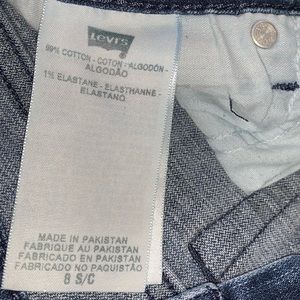 Levi's
99% COTTON - COTON - ALGODÓN -
ALGODÃO
1% ELASTANE - ELASTHANNE -
ELASTANO
MADE IN PAKISTAN
FABRIQUE AU PAKISTAN
FABRICADO EN PAKISTAN
FABRICADO NO PAQUISTÃO
8 S/C